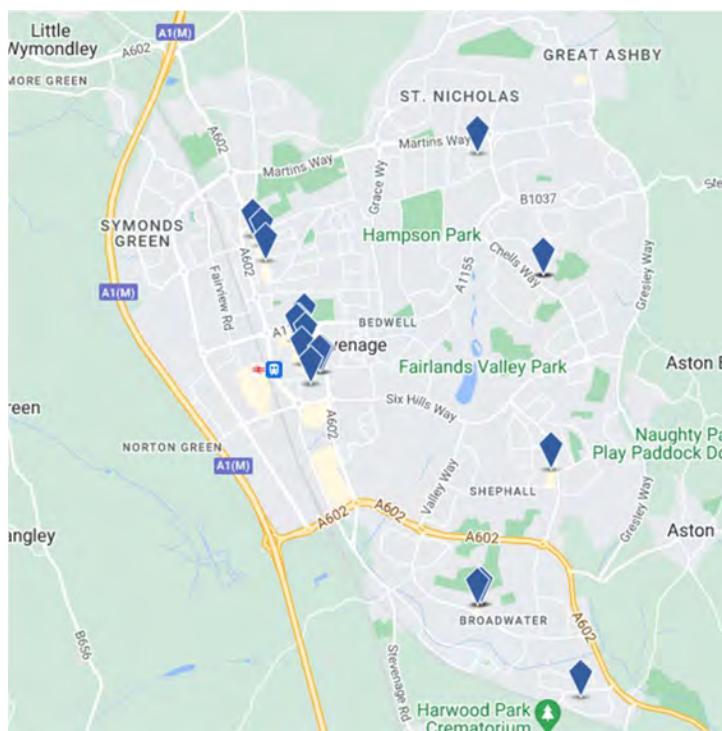 Little
Wymondley
A1(M)
A602
MORE GREEN
GREAT ASHBY
ST. NICHOLAS
A602
Martins Way
Martins Way
Grace Wy
B1037
SYMONDS
GREEN
Hampson Park
A602
Chells Way
Gresley Way
Fairview Rd
A1155
A1(M)
BEDWELL
venage
Fairlands Valley Park
Aston
Six Hills Way
A602
NORTON GREEN
Naughty Pa
Play Paddock Do
A1(M)
Valley Way
SHEPHALL
Gresley Way
A602
A602
A602
Aston
angley
BROADWATER
A602
B656
Stevenage Rd
Harwood Park
Crematorium